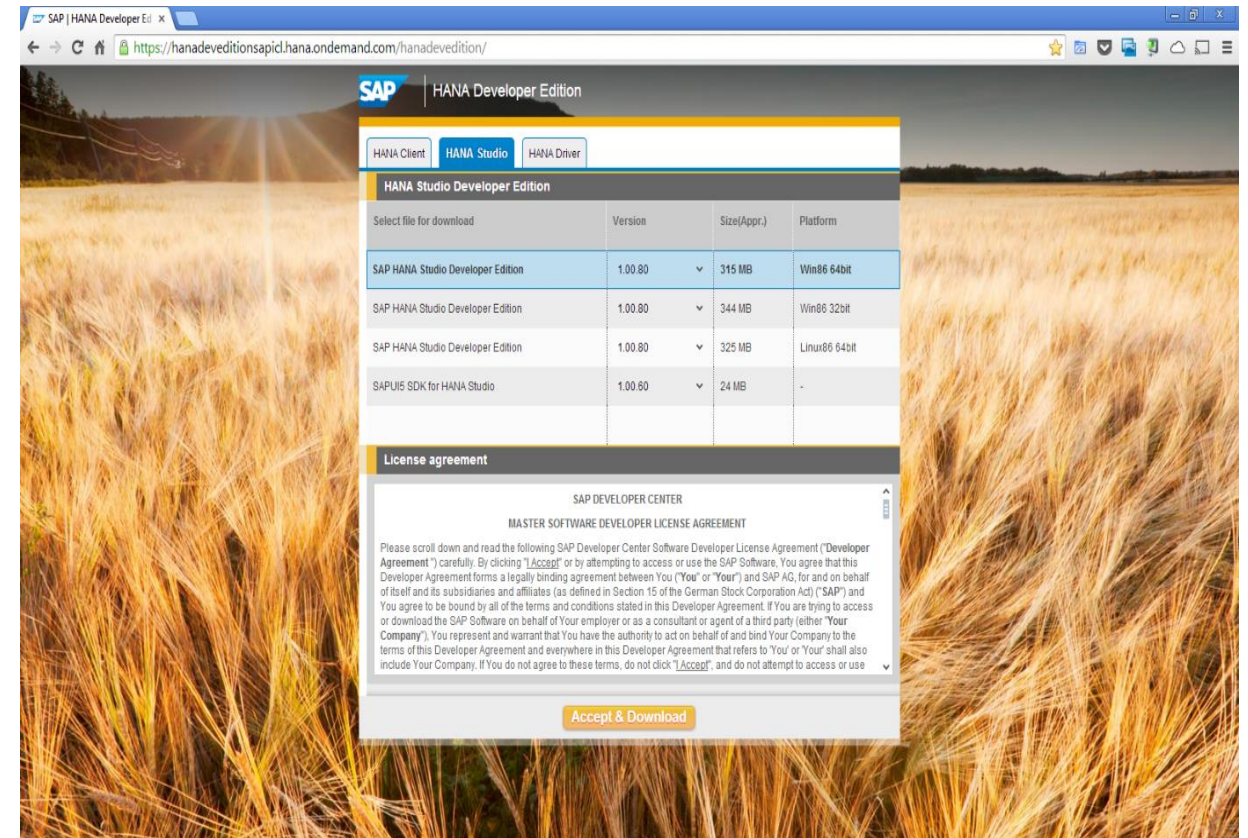 SAP | HANA Developer Ed
https://hanadeveditionsapicl.hana.ondemand.com/hanadevedition/
SAP HANA Developer Edition
HANA Client HANA Studio HANA Driver
HANA Studio Developer Edition
Select file for download Version Size(Appr.) Platform
SAP HANA Studio Developer Edition 1.00.80 315 MB Win86 64bit
SAP HANA Studio Developer Edition 1.00.80 344 MB Win86 32bit
SAP HANA Studio Developer Edition 1.00.80 325 MB Linux86 64bit
SAPUI5 SDK for HANA Studio 1.00.60 24 MB -
License agreement
SAP DEVELOPER CENTER
MASTER SOFTWARE DEVELOPER LICENSE AGREEMENT
Please scroll down and read the following SAP Developer Center Software Developer License Agreement ("Developer
Agreement ") carefully. By clicking "I Accept" or by attempting to access or use the SAP Software, You agree that this
Developer Agreement forms a legally binding agreement between You ("You" or "Your") and SAP AG, for and on behalf
of itself and its subsidiaries and affiliates (as defined in Section 15 of the German Stock Corporation Act) ("SAP") and
You agree to be bound by all of the terms and conditions stated in this Developer Agreement. If You are trying to access
or download the SAP Software on behalf of Your employer or as a consultant or agent of a third party (either "Your
Company"), You represent and warrant that You have the authority to act on behalf of and bind Your Company to the
terms of this Developer Agreement and everywhere in this Developer Agreement that refers to 'You' or 'Your' shall also
include Your Company. If You do not agree to these terms, do not click "I Accept", and do not attempt to access or use
Accept & Download